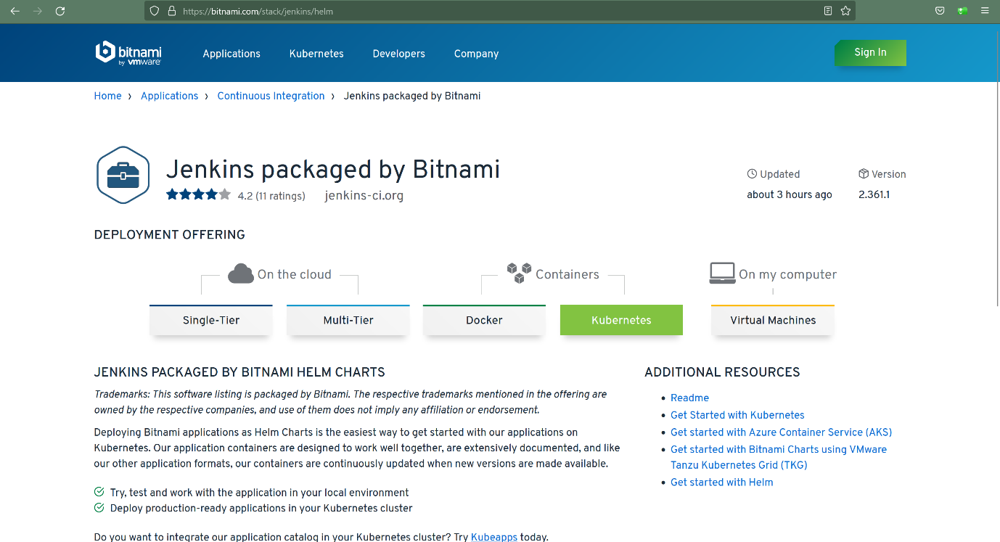 https://bitnami.com/stack/jenkins/helm
bitnami
by vmware
Applications
Kubernetes
Developers
Company
Sign In
Home › Applications › Continuous Integration › Jenkins packaged by Bitnami
Jenkins packaged by Bitnami
4.2 (11 ratings)
jenkins-ci.org
Updated
about 3 hours ago
Version
2.361.1
DEPLOYMENT OFFERING
On the cloud
Containers
On my computer
Single-Tier
Multi-Tier
Docker
Kubernetes
Virtual Machines
JENKINS PACKAGED BY BITNAMI HELM CHARTS
Trademarks: This software listing is packaged by Bitnami. The respective trademarks mentioned in the offering are
owned by the respective companies, and use of them does not imply any affiliation or endorsement.
Deploying Bitnami applications as Helm Charts is the easiest way to get started with our applications on
Kubernetes. Our application containers are designed to work well together, are extensively documented, and like
our other application formats, our containers are continuously updated when new versions are made available.
Try, test and work with the application in your local environment
Deploy production-ready applications in your Kubernetes cluster
Do you want to integrate our application catalog in your Kubernetes cluster? Try Kubeapps today.
ADDITIONAL RESOURCES
Readme
Get Started with Kubernetes
Get started with Azure Container Service (AKS)
Get started with Bitnami Charts using VMware
Tanzu Kubernetes Grid (TKG)
Get started with Helm